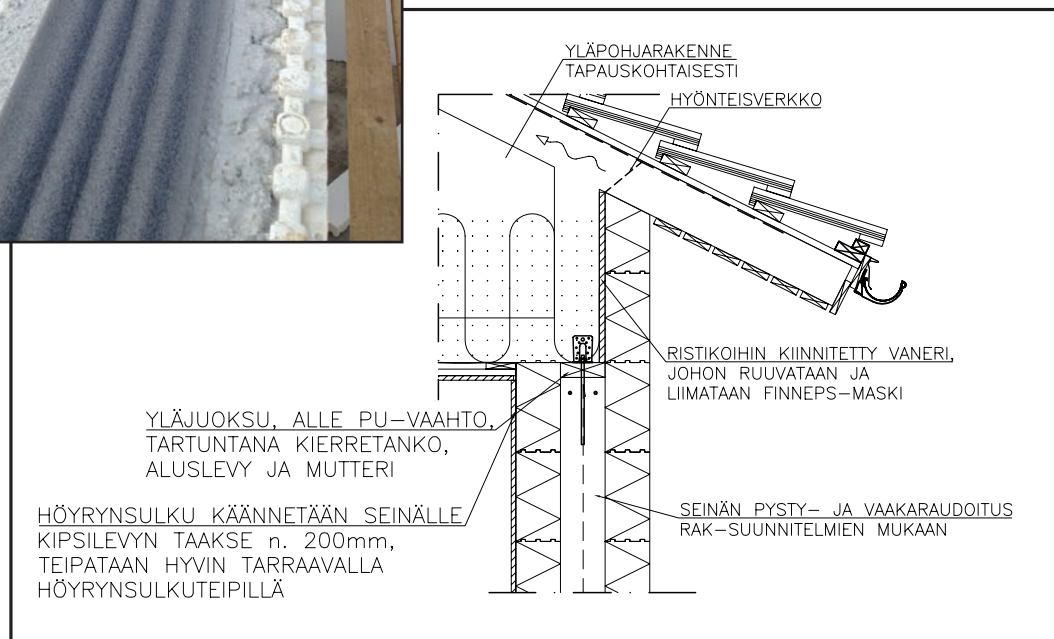 YLÄPOHJARAKENNE
TAPAUSKOHTAISESTI
HYÖNTEISVERKKO
RISTIKOIHIN KIINNITETTY VANERI,
JOHON RUUVATAAN JA
LIIMATAAN FINNEPS-MASKI
YLÄJUOKSU, ALLE PU-VAAHTO,
TARTUNTANA KIERRETANKO,
ALUSLEVY JA MUTTERI
HÖYRYNSULKU KÄÄNNETÄÄN SEINÄLLE
KIPSILEVYN TAAKSE n. 200mm,
TEIPATAAN HYVIN TARRAAVALLA
HÖYRYNSULKUTEIPILLÄ
SEINÄN PYSTY- JA VAAKARAUDOITUS
RAK-SUUNNITELMIEN MUKAAN